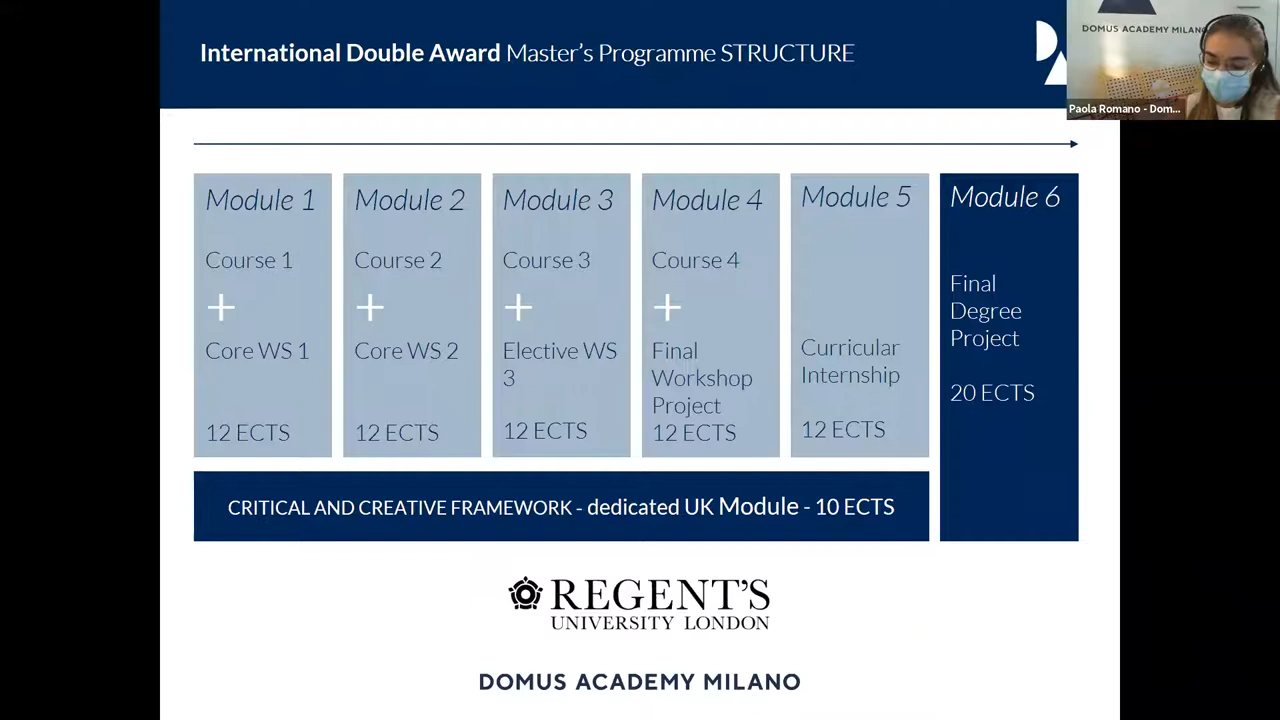 International Double Award Master's Programme STRUCTURE
DOMUS ACADEMY MILANO
Paola Romano - Dom...
Module 1
Course 1
+
Core WS 1
12 ECTS
Module 2
Course 2
+
Core WS 2
12 ECTS
Module 3
Course 3
+
Elective WS
3
12 ECTS
Module 4
Course 4
+
Final
Workshop
Project
12 ECTS
Module 5
Curricular
Internship
12 ECTS
Module 6
Final
Degree
Project
20 ECTS
CRITICAL AND CREATIVE FRAMEWORK - dedicated UK Module - 10 ECTS
REGENT'S
UNIVERSITY LONDON
DOMUS ACADEMY MILANO